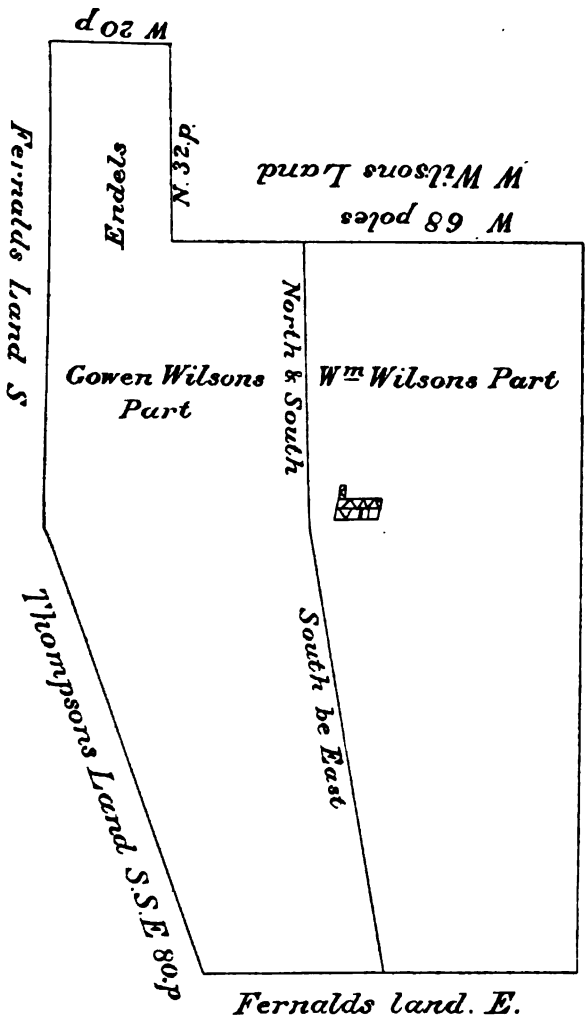 W 20 p
Fernalds Land S
Endels
N. 32. p.
W Wilsons Land
W 68 poles
North & South
Gowen Wilsons
Part
Wm Wilsons Part
South be East
Thompsons Land S.S.E 80.p
Fernalds land. E.